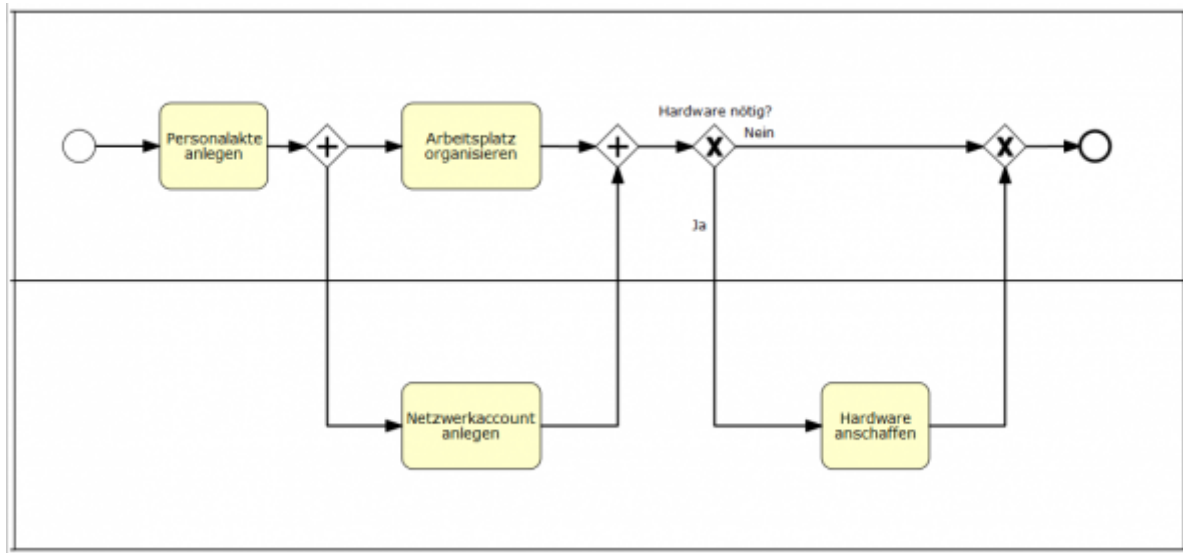 Personalakte
anlegen
Arbeitsplatz
organisieren
Hardware nötig?
Nein
Ja
Netzwerkaccount
anlegen
Hardware
anschaffen